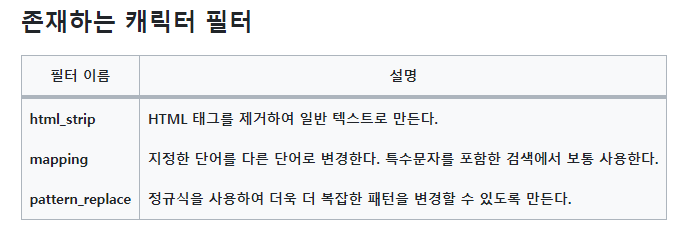 존재하는 캐릭터 필터
필터 이름 설명
html_strip HTML 태그를 제거하여 일반 텍스트로 만든다.
mapping 지정한 단어를 다른 단어로 변경한다. 특수문자를 포함한 검색에서 보통 사용한다.
pattern_replace 정규식을 사용하여 더욱 더 복잡한 패턴을 변경할 수 있도록 만든다.